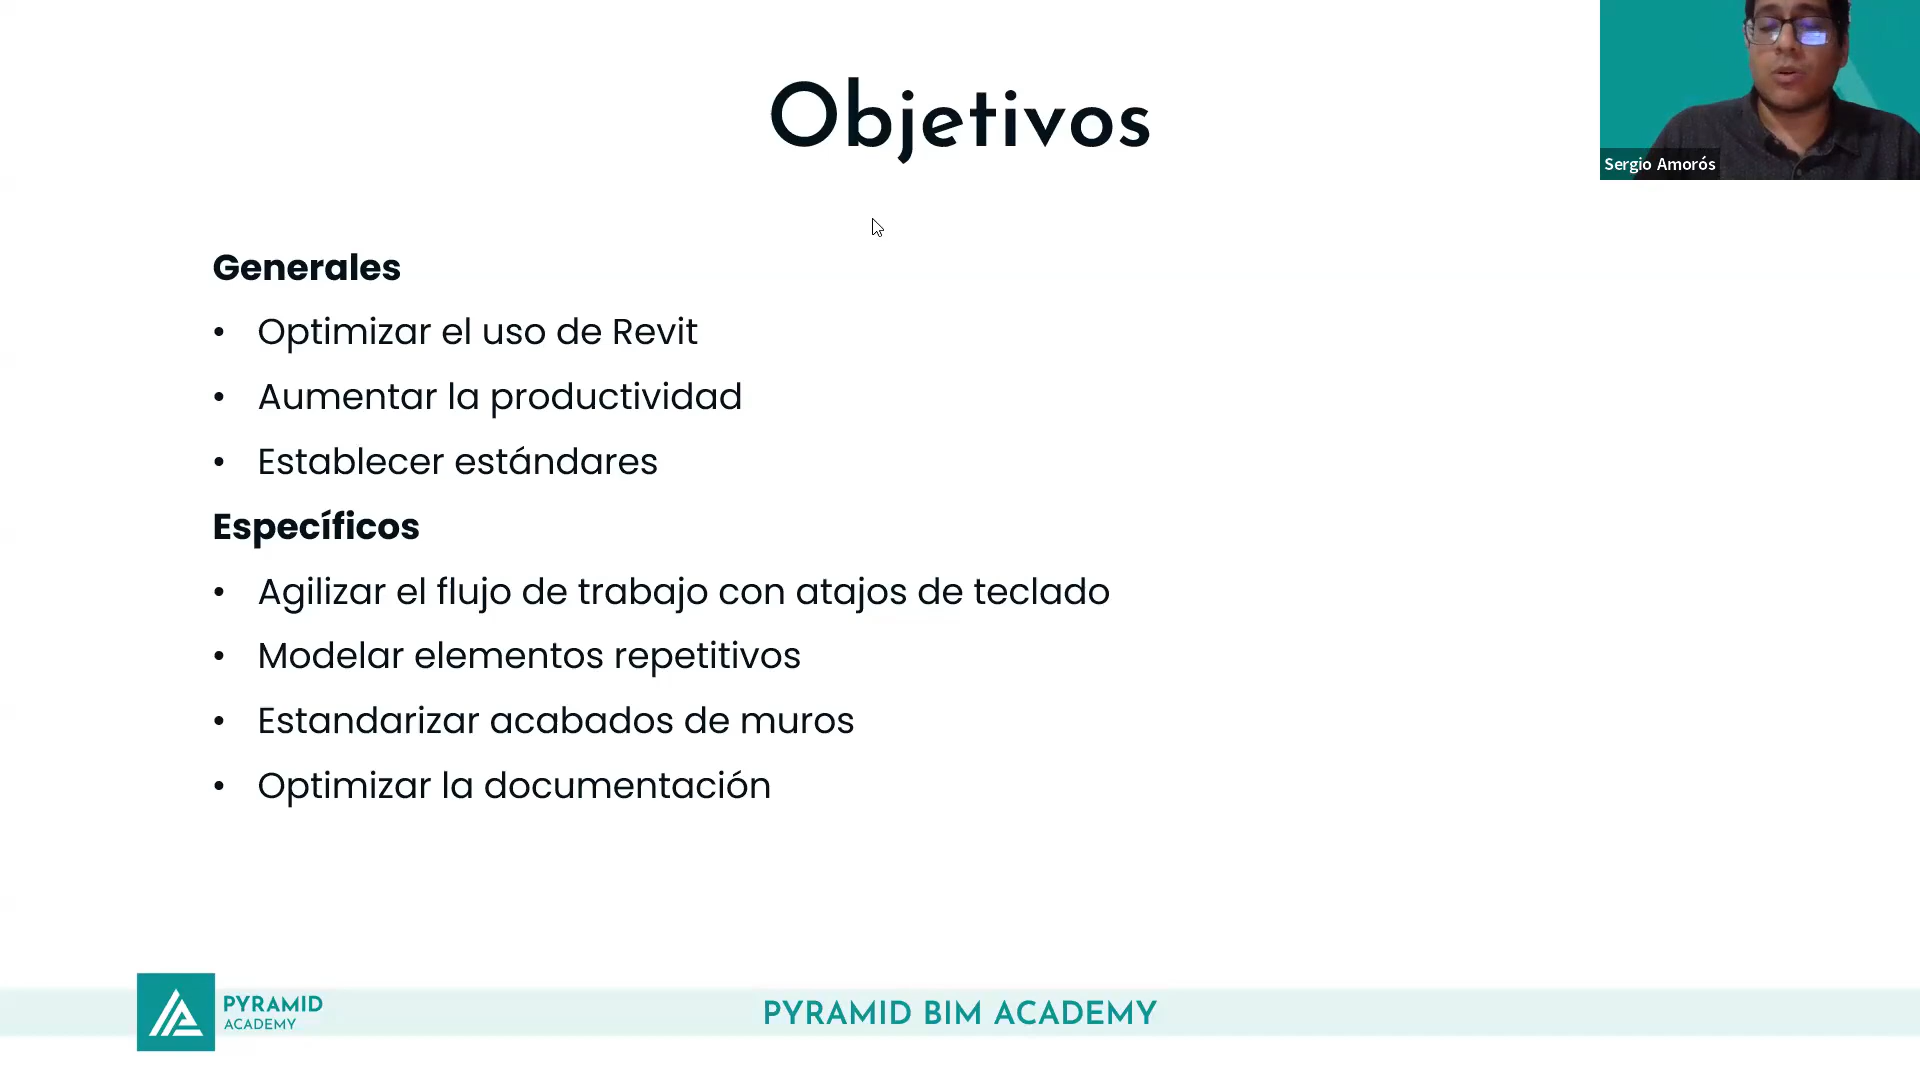 Objetivos
Sergio Amorós
Generales
• Optimizar el uso de Revit
• Aumentar la productividad
• Establecer estándares
Específicos
• Agilizar el flujo de trabajo con atajos de teclado
• Modelar elementos repetitivos
• Estandarizar acabados de muros
• Optimizar la documentación
PYRAMID
ACADEMY
PYRAMID BIM ACADEMY